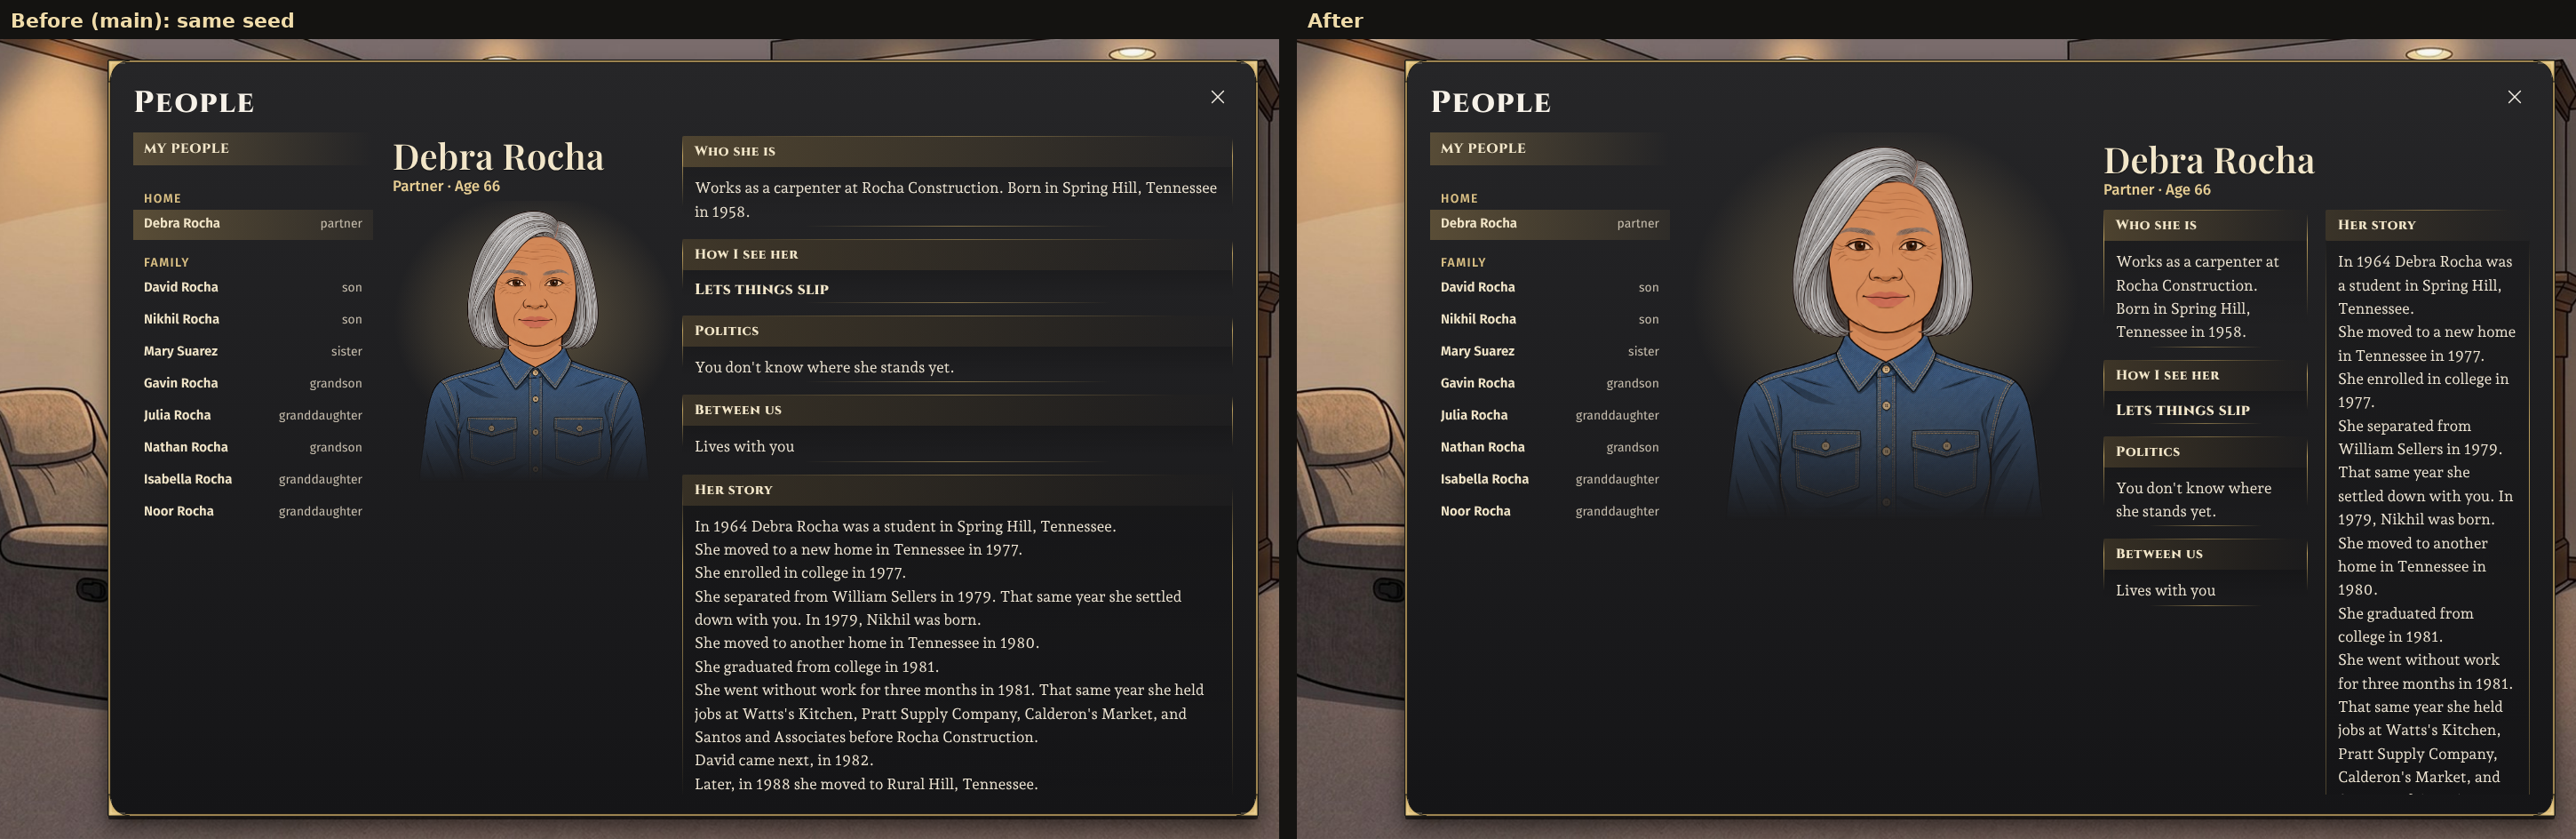 Before (main): same seed
PEOPLE
MY PEOPLE
HOME
Debra Rocha partner
FAMILY
David Rocha son
Nikhil Rocha son
Mary Suarez sister
Gavin Rocha grandson
Julia Rocha granddaughter
Nathan Rocha grandson
Isabella Rocha granddaughter
Noor Rocha granddaughter
Debra Rocha
Partner · Age 66
WHO SHE IS
Works as a carpenter at Rocha Construction. Born in Spring Hill, Tennessee
in 1958.
HOW I SEE HER
LETS THINGS SLIP
POLITICS
You don't know where she stands yet.
BETWEEN US
Lives with you
HER STORY
In 1964 Debra Rocha was a student in Spring Hill, Tennessee.
She moved to a new home in Tennessee in 1977.
She enrolled in college in 1977.
She separated from William Sellers in 1979. That same year she settled
down with you. In 1979, Nikhil was born.
She moved to another home in Tennessee in 1980.
She graduated from college in 1981.
She went without work for three months in 1981. That same year she held
jobs at Watts's Kitchen, Pratt Supply Company, Calderon's Market, and
Santos and Associates before Rocha Construction.
David came next, in 1982.
Later, in 1988 she moved to Rural Hill, Tennessee.
After
PEOPLE
MY PEOPLE
HOME
Debra Rocha partner
FAMILY
David Rocha son
Nikhil Rocha son
Mary Suarez sister
Gavin Rocha grandson
Julia Rocha granddaughter
Nathan Rocha grandson
Isabella Rocha granddaughter
Noor Rocha granddaughter
Debra Rocha
Partner · Age 66
WHO SHE IS
Works as a carpenter at
Rocha Construction.
Born in Spring Hill,
Tennessee in 1958.
HOW I SEE HER
LETS THINGS SLIP
POLITICS
You don't know where
she stands yet.
BETWEEN US
Lives with you
HER STORY
In 1964 Debra Rocha was
a student in Spring Hill,
Tennessee.
She moved to a new home
in Tennessee in 1977.
She enrolled in college in
1977.
She separated from
William Sellers in 1979.
That same year she
settled down with you. In
1979, Nikhil was born.
She moved to another
home in Tennessee in
1980.
She graduated from
college in 1981.
She went without work
for three months in 1981.
That same year she held
jobs at Watts's Kitchen,
Pratt Supply Company,
Calderon's Market, and